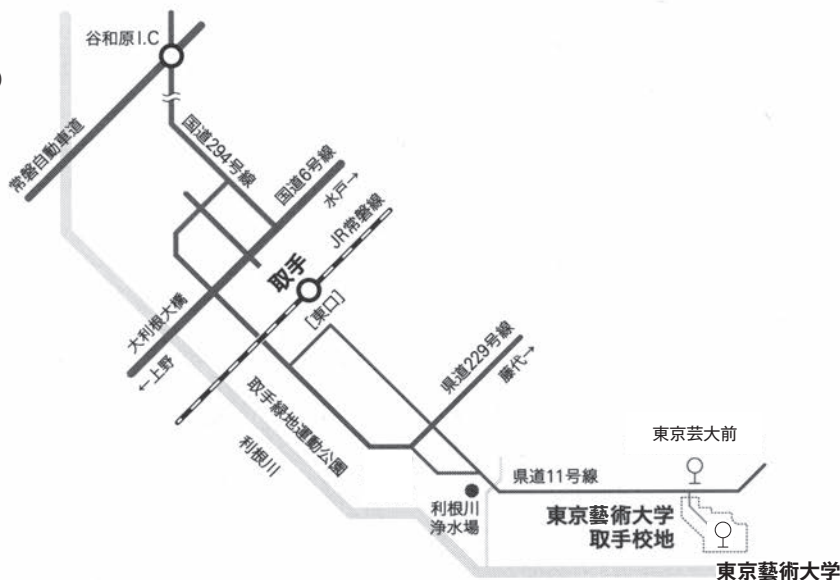 谷和原I.C
)
常磐自動車道
国道294号線
国道6号線
水戸→
JR常磐線
取手
[東口]
大利根大橋
←上野
県道229号線
藤代→
取手緑地運動公園
利根川
東京芸大前
県道11号線
利根川
浄水場
東京藝術大学
取手校地
東京藝術大学